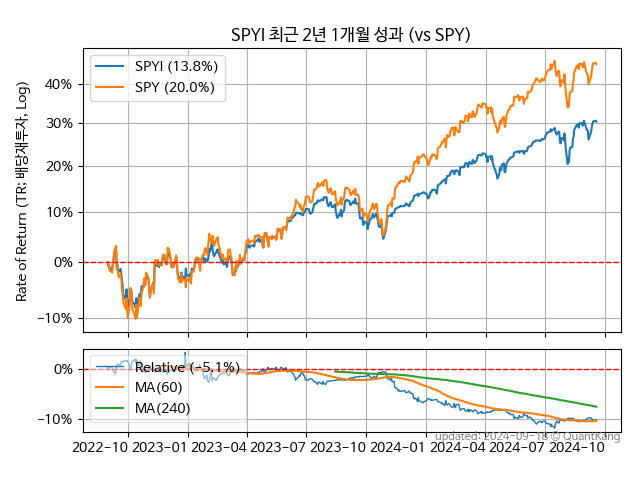 SPYI 최근 2년 1개월 성과 (vs SPY)
SPYI (13.8%)
SPY (20.0%)
Rate of Return (TR; 배당재투자, Log)
40%
30%
20%
10%
0%
−10%
Relative (−5.1%)
MA(60)
MA(240)
0%
−10%
2022−10 2023−01 2023−04 2023−07 2023−10 2024−01 2024−04 2024−07 2024−10
updated: 2024−09−18 © QuantKang